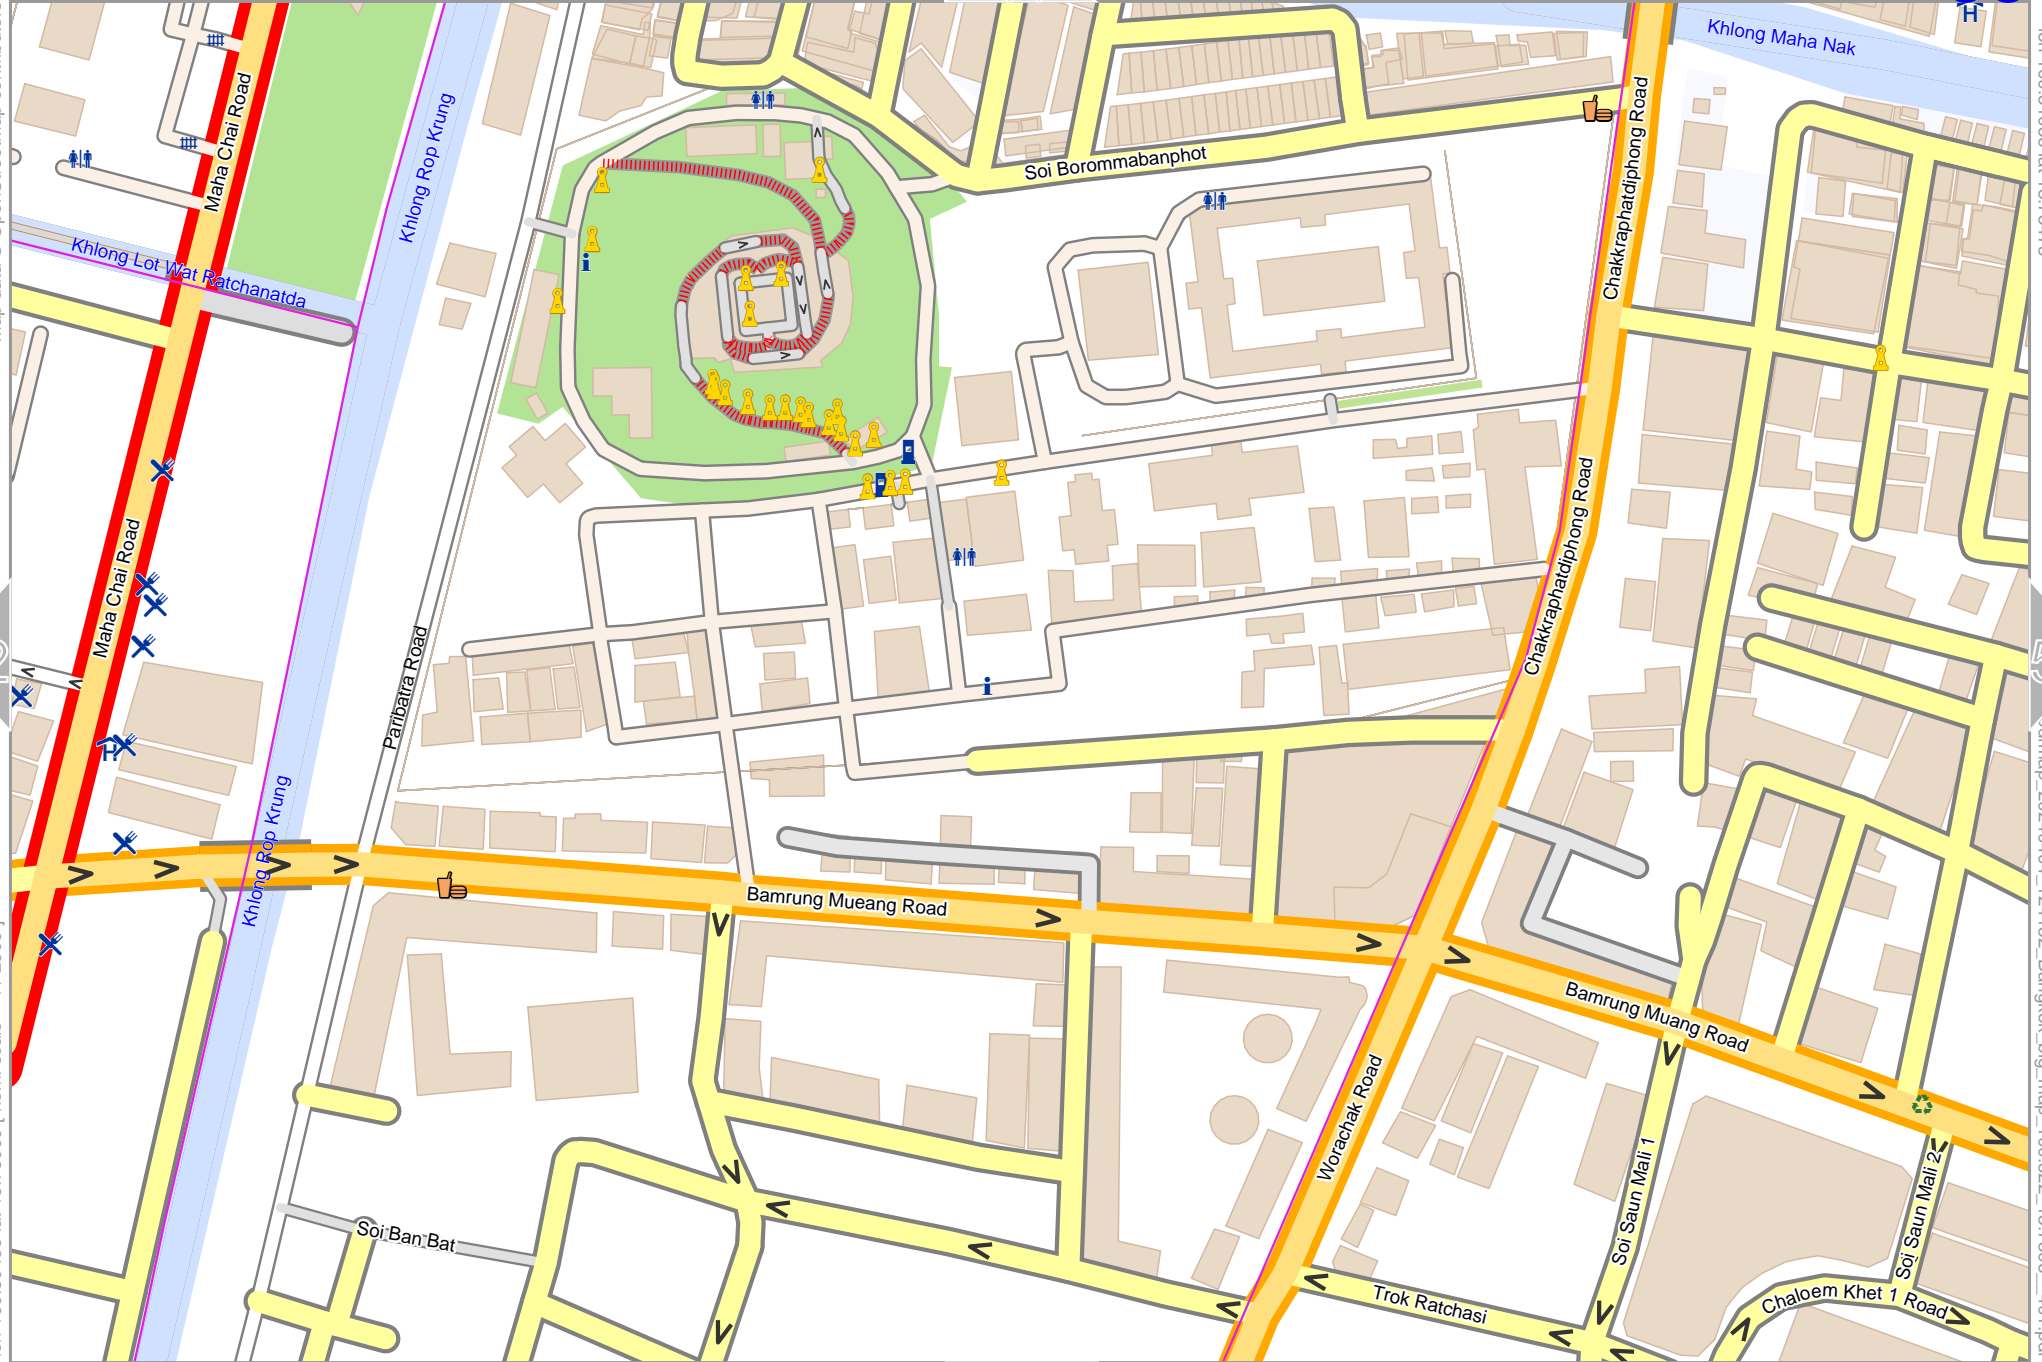 Khlong Maha Nak
Maha Chai Road
Khlong Rop Krung
Chakkraphatdiphong Road
Soi Borommabanphot
Khlong Lot Wat Ratchanatda
Chakkraphatdiphong Road
Maha Chai Road
Paribatra Road
Khlong Rop Krung
Bamrung Mueang Road
Bamrung Muang Road
Worachak Road
Soi Saun Mali 1
Soi Saun Mali 2
Soi Ban Bat
Trok Ratchasi
Chaloem Khet 1 Road